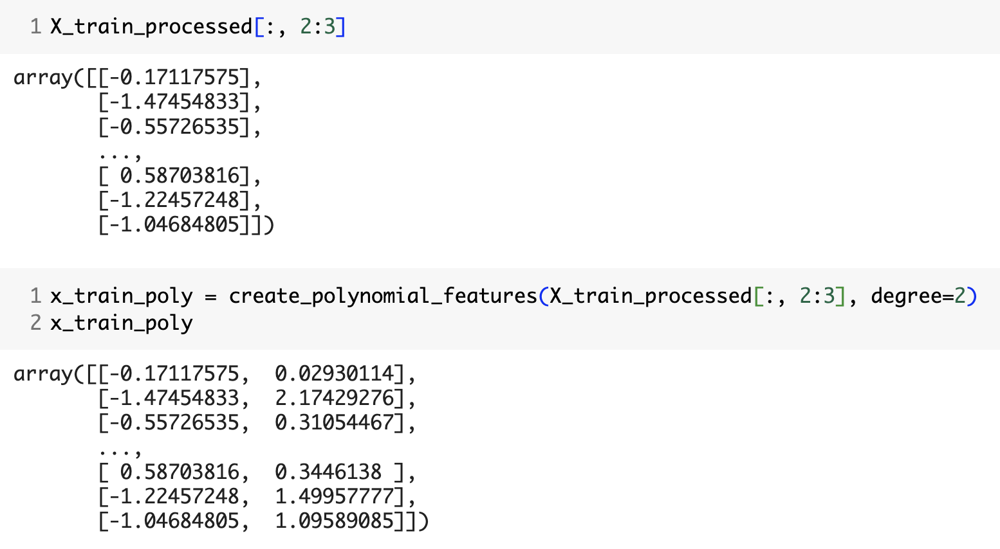 1 X_train_processed[:, 2:3]
array([[-0.17117575],
       [-1.47454833],
       [-0.55726535],
       ...,
       [ 0.58703816],
       [-1.22457248],
       [-1.04684805]])
1 x_train_poly = create_polynomial_features(X_train_processed[:, 2:3], degree=2)
2 x_train_poly
array([[-0.17117575,  0.02930114],
       [-1.47454833,  2.17429276],
       [-0.55726535,  0.31054467],
       ...,
       [ 0.58703816,  0.3446138 ],
       [-1.22457248,  1.49957777],
       [-1.04684805,  1.09589085]])